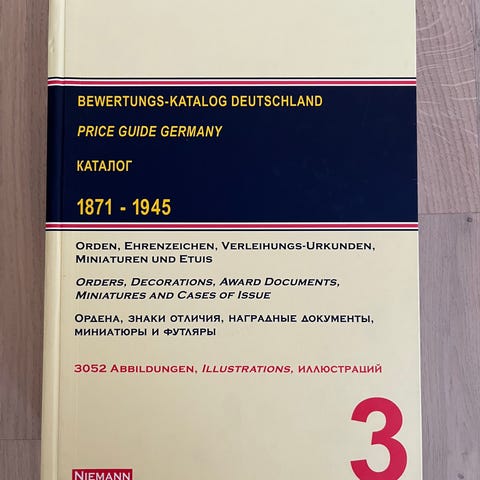 BEWERTUNGS-KATALOG DEUTSCHLAND
PRICE GUIDE GERMANY
КАТАЛОГ
1871 - 1945
ORDEN, EHRENZEICHEN, VERLEIHUNGS-URKUNDEN,
MINIATUREN UND ETUIS
ORDERS, DECORATIONS, AWARD DOCUMENTS,
MINIATURES AND CASES OF ISSUE
ОРДЕНА, ЗНАКИ ОТЛИЧИЯ, НАГРАДНЫЕ ДОКУМЕНТЫ,
МИНИАТЮРЫ И ФУТЛЯРЫ
3052 ABBILDUNGEN, ILLUSTRATIONS, ИЛЛЮСТРАЦИЙ
3
NIEMANN